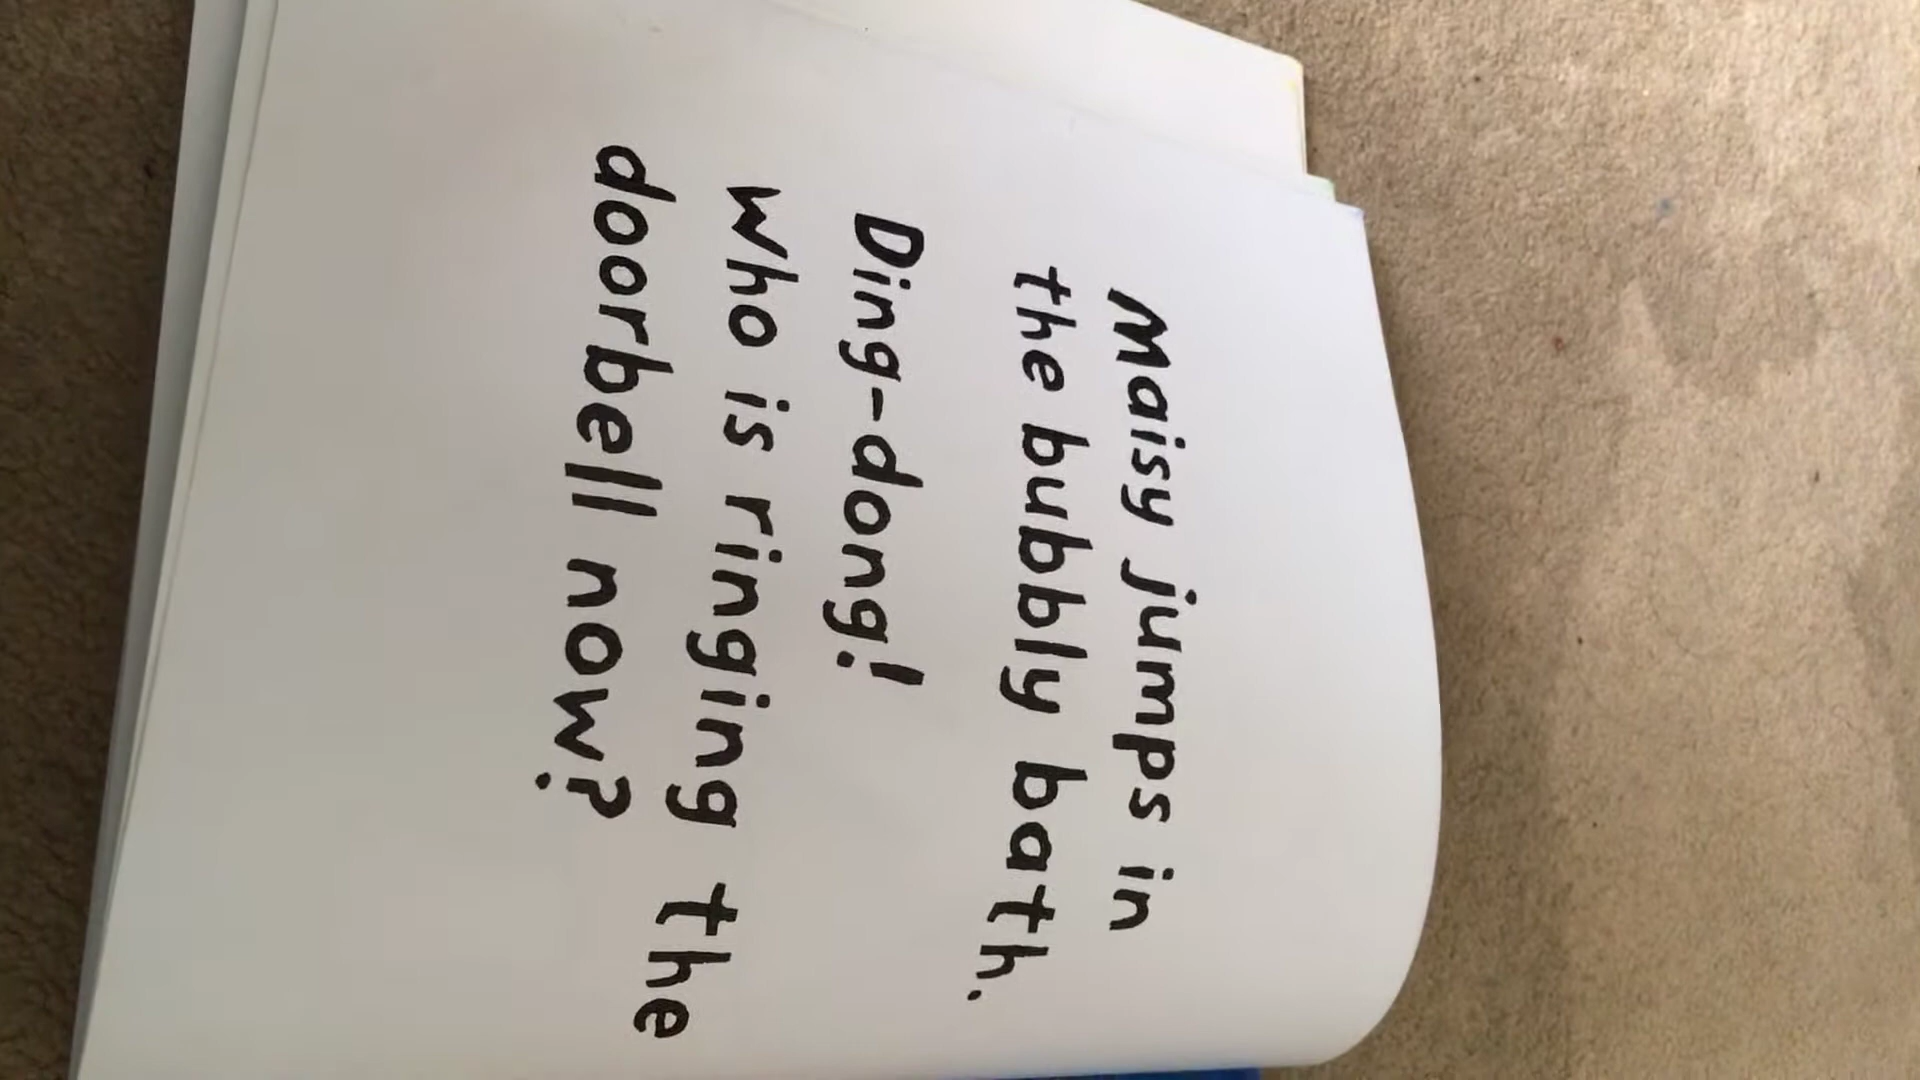 Maisy jumps in
the bubbly bath.
Ding-dong!
Who is ringing the
doorbell now?